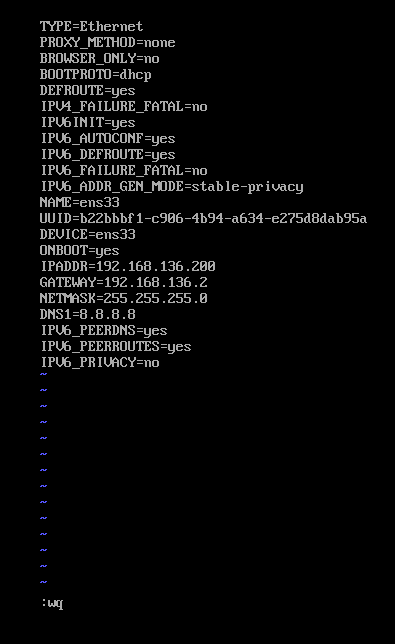 TYPE=Ethernet
PROXY_METHOD=none
BROWSER_ONLY=no
BOOTPROTO=dhcp
DEFROUTE=yes
IPV4_FAILURE_FATAL=no
IPV6INIT=yes
IPV6_AUTOCONF=yes
IPV6_DEFROUTE=yes
IPV6_FAILURE_FATAL=no
IPV6_ADDR_GEN_MODE=stable-privacy
NAME=ens33
UUID=b22bbbf1-c906-4b94-a634-e275d8dab95a
DEVICE=ens33
ONBOOT=yes
IPADDR=192.168.136.200
GATEWAY=192.168.136.2
NETMASK=255.255.255.0
DNS1=8.8.8.8
IPV6_PEERDNS=yes
IPV6_PEERROUTES=yes
IPV6_PRIVACY=no
~
~
~
~
~
~
~
~
~
~
~
~
~
~
:wq